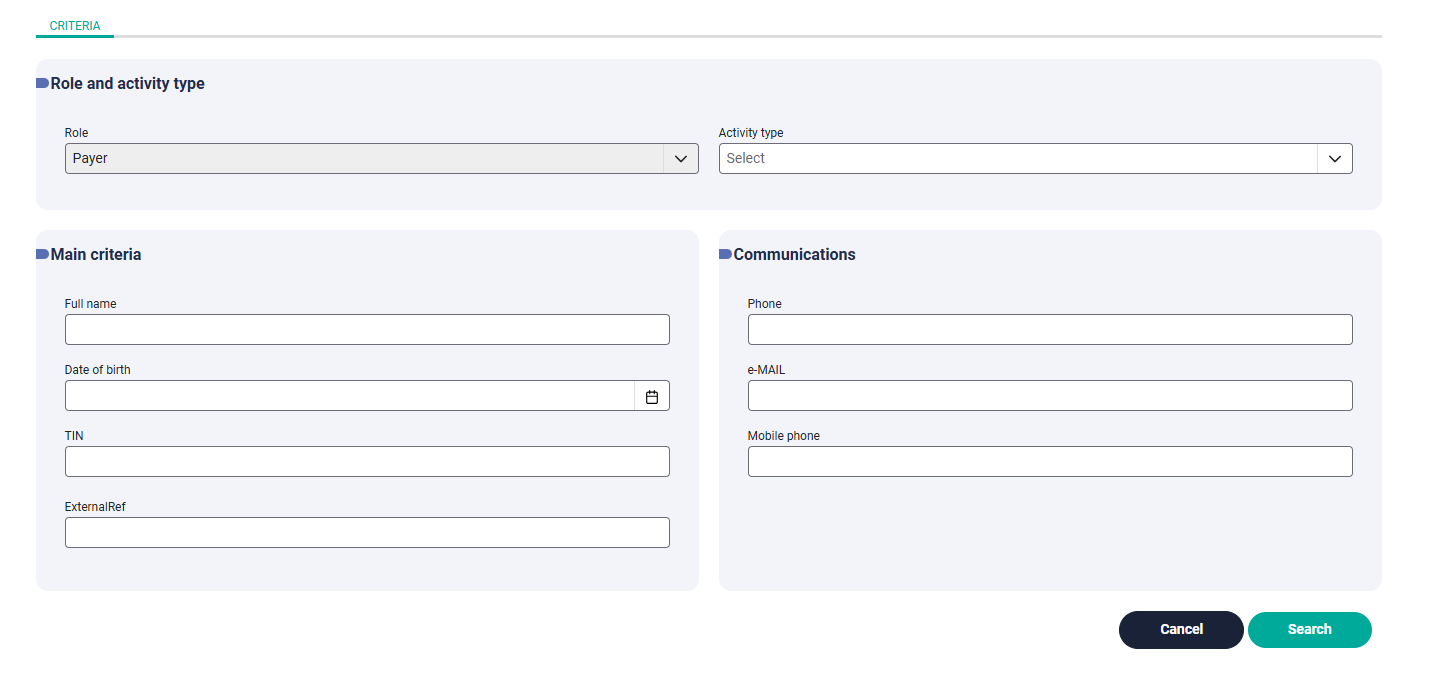 CRITERIA
Role and activity type
Role
Activity type
Payer
Select
Main criteria
Full name
Date of birth
TIN
ExternalRef
Communications
Phone
e-MAIL
Mobile phone
Cancel
Search